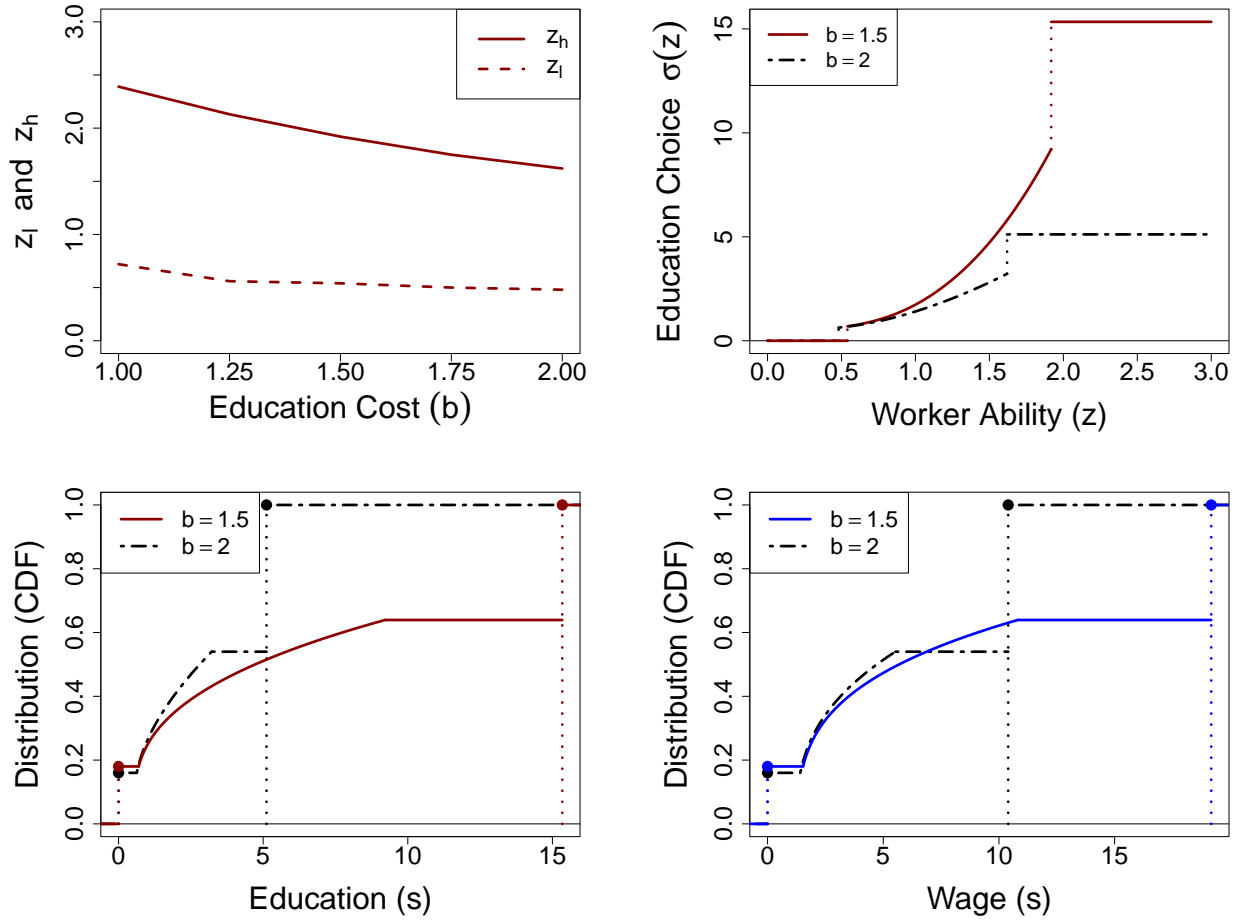 z_l and z_h
3.0
2.0
1.0
0.0
z_h
z_l
1.00 1.25 1.50 1.75 2.00
Education Cost (b)
Education Choice σ(z)
15
10
5
0
b = 1.5
b = 2
0.0 0.5 1.0 1.5 2.0 2.5 3.0
Worker Ability (z)
Distribution (CDF)
1.0
0.8
0.6
0.4
0.2
0.0
b = 1.5
b = 2
0 5 10 15
Education (s)
Distribution (CDF)
1.0
0.8
0.6
0.4
0.2
0.0
b = 1.5
b = 2
0 5 10 15
Wage (s)